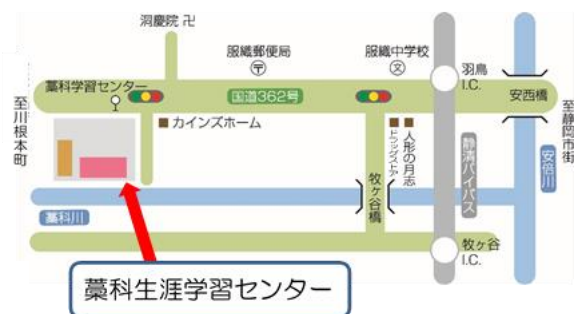 洞慶院 卍
服織郵便局
〒
服織中学校
文
羽鳥
I.C.
藁科学習センター
国道362号
安西橋
至川根本町
至静岡市街
■カインズホーム
■人形の月志
■ドラッグストア
静清バイパス
安倍川
牧ヶ谷橋
藁科川
牧ヶ谷
I.C.
藁科生涯学習センター